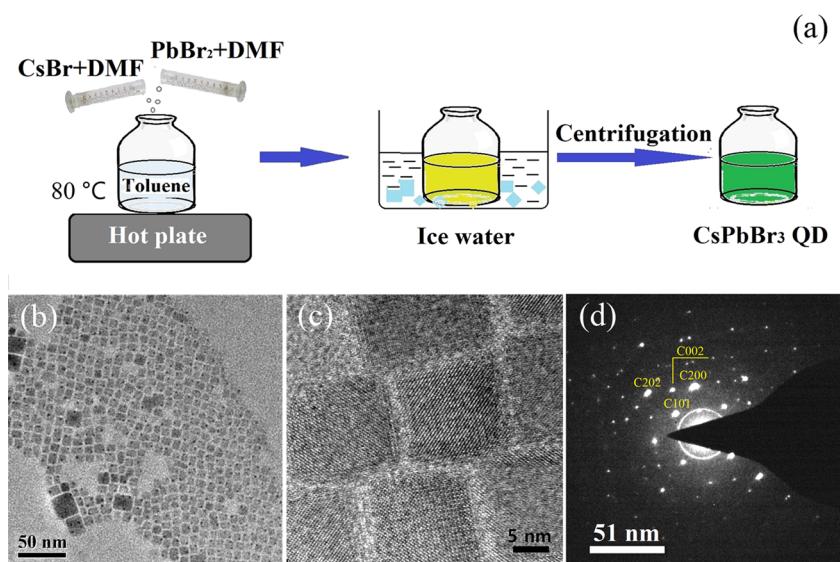 (a)
PbBr₂+DMF
CsBr+DMF
80 °C
Toluene
Hot plate
Ice water
Centrifugation
CsPbBr₃ QD
(b)
50 nm
(c)
5 nm
(d)
C002
C202
C200
C101
51 nm